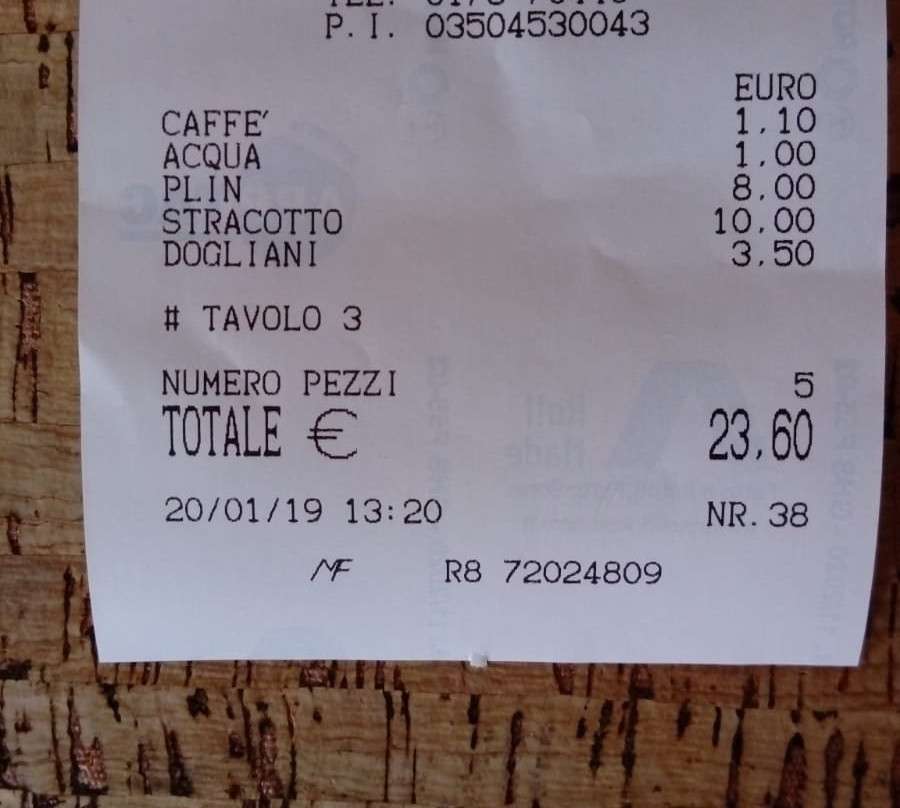 P.I. 03504530043
EURO
CAFFE' 1,10
ACQUA 1,00
PLIN 8,00
STRACOTTO 10,00
DOGLIANI 3,50
# TAVOLO 3
NUMERO PEZZI 5
TOTALE € 23,60
20/01/19 13:20 NR.38
MF R8 72024809